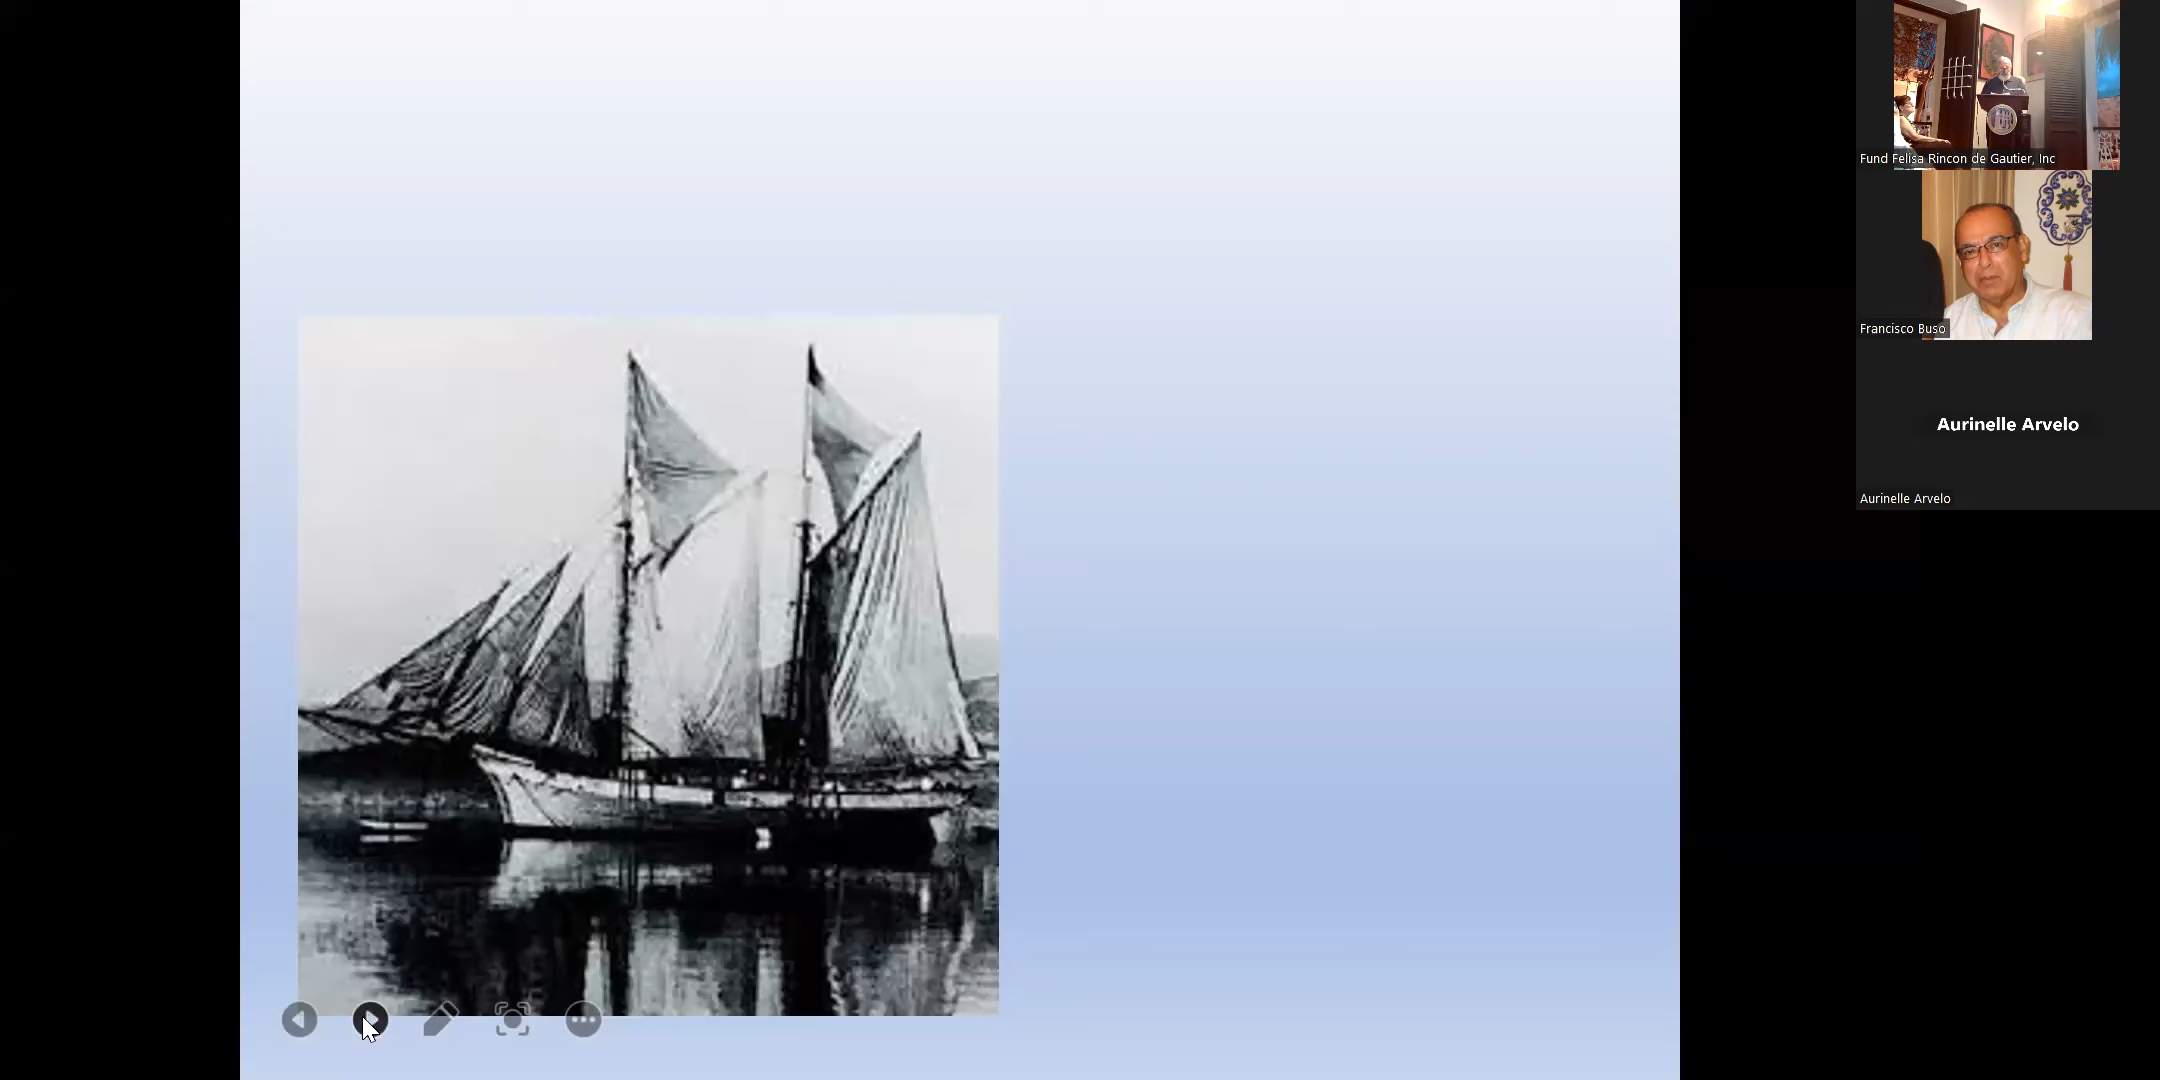 Fund Felisa Rincon de Gautier, Inc
Francisco Buso
Aurinelle Arvelo
Aurinelle Arvelo